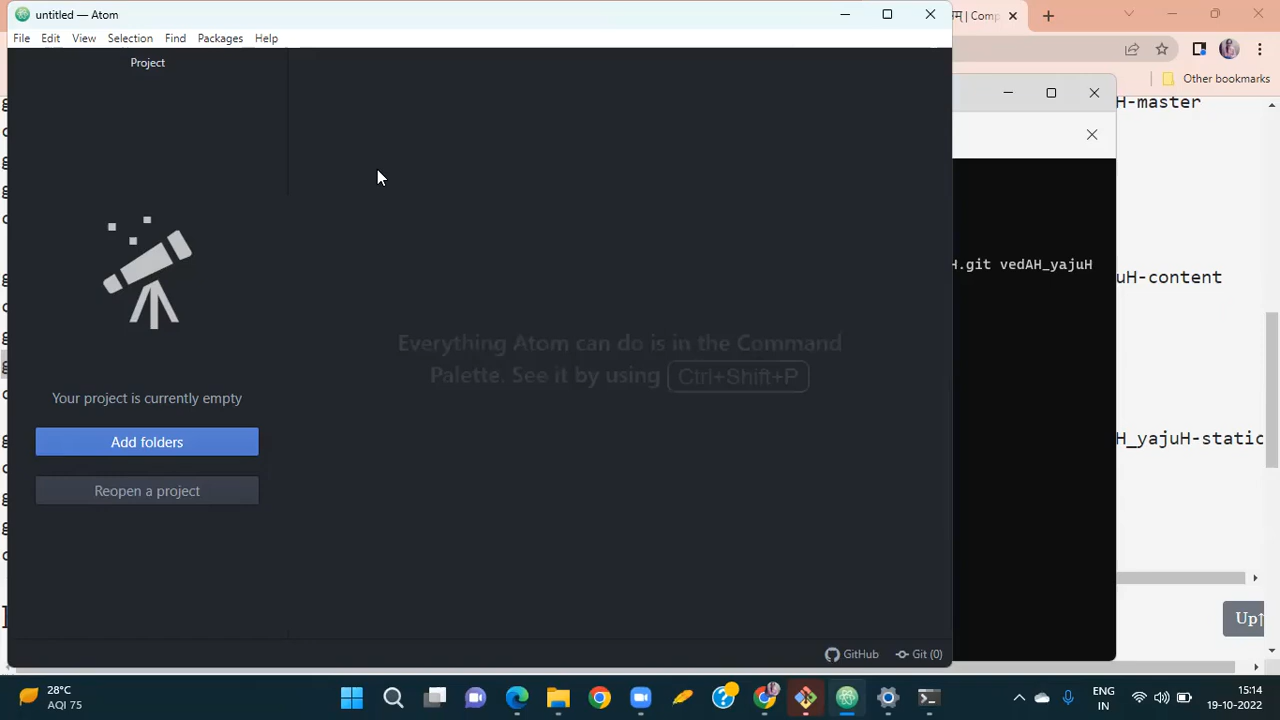 untitled — Atom
File Edit View Selection Find Packages Help
Project
Everything Atom can do is in the Command
Palette. See it by using Ctrl+Shift+P
Your project is currently empty
Add folders
Reopen a project
GitHub
Git (0)
| Comp
Other bookmarks
H-master
H.git vedAH_yajuH
uH-content
H_yajuH-static
Up↑
28°C
AQI 75
ENG
IN
15:14
19-10-2022